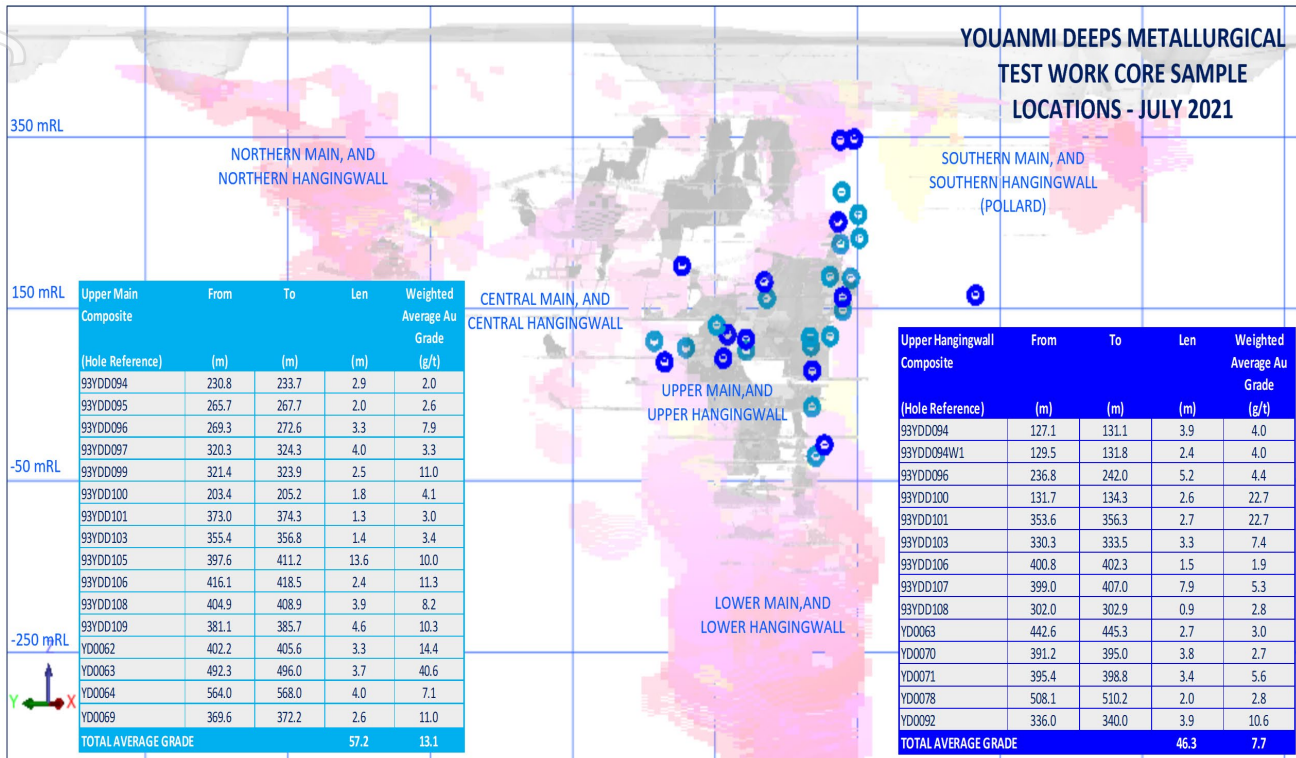 YOUANMI DEEPS METALLURGICAL
TEST WORK CORE SAMPLE
LOCATIONS - JULY 2021
350 mRL
NORTHERN MAIN, AND
NORTHERN HANGINGWALL
SOUTHERN MAIN, AND
SOUTHERN HANGINGWALL
(POLLARD)
150 mRL
CENTRAL MAIN, AND
CENTRAL HANGINGWALL
UPPER MAIN,AND
UPPER HANGINGWALL
-50 mRL
LOWER MAIN,AND
LOWER HANGINGWALL
-250 mRL
Z
Y X
Upper Main From To Len Weighted
Composite Average Au
Grade
(Hole Reference) (m) (m) (m) (g/t)
93YDD094 230.8 233.7 2.9 2.0
93YDD095 265.7 267.7 2.0 2.6
93YDD096 269.3 272.6 3.3 7.9
93YDD097 320.3 324.3 4.0 3.3
93YDD099 321.4 323.9 2.5 11.0
93YDD100 203.4 205.2 1.8 4.1
93YDD101 373.0 374.3 1.3 3.0
93YDD103 355.4 356.8 1.4 3.4
93YDD105 397.6 411.2 13.6 10.0
93YDD106 416.1 418.5 2.4 11.3
93YDD108 404.9 408.9 3.9 8.2
93YDD109 381.1 385.7 4.6 10.3
YD0062 402.2 405.6 3.3 14.4
YD0063 492.3 496.0 3.7 40.6
YD0064 564.0 568.0 4.0 7.1
YD0069 369.6 372.2 2.6 11.0
TOTAL AVERAGE GRADE 57.2 13.1
Upper Hangingwall From To Len Weighted
Composite Average Au
Grade
(Hole Reference) (m) (m) (m) (g/t)
93YDD094 127.1 131.1 3.9 4.0
93YDD094W1 129.5 131.8 2.4 4.0
93YDD096 236.8 242.0 5.2 4.4
93YDD100 131.7 134.3 2.6 22.7
93YDD101 353.6 356.3 2.7 22.7
93YDD103 330.3 333.5 3.3 7.4
93YDD106 400.8 402.3 1.5 1.9
93YDD107 399.0 407.0 7.9 5.3
93YDD108 302.0 302.9 0.9 2.8
YD0063 442.6 445.3 2.7 3.0
YD0070 391.2 395.0 3.8 2.7
YD0071 395.4 398.8 3.4 5.6
YD0078 508.1 510.2 2.0 2.8
YD0092 336.0 340.0 3.9 10.6
TOTAL AVERAGE GRADE 46.3 7.7